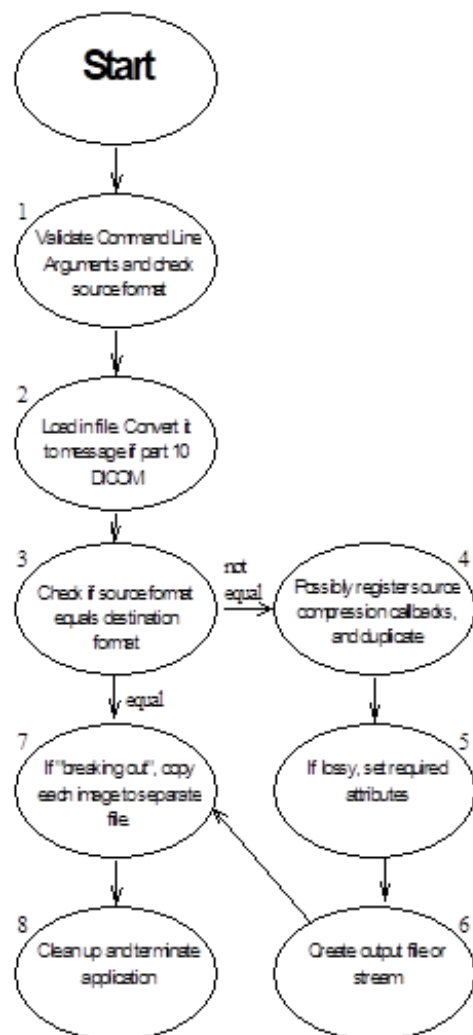 Start
1
Validate Command Line
Arguments and check
source format
2
Load in file. Convert it
to message if part 10
DICOM
3
Check if source format
equals destination
format
not
equal
4
Possibly register source
compression callbacks,
and duplicate
equal
5
If lossy, set required
attributes
6
Create output file or
stream
7
If "breaking out", copy
each image to separate
file.
8
Clean up and terminate
application